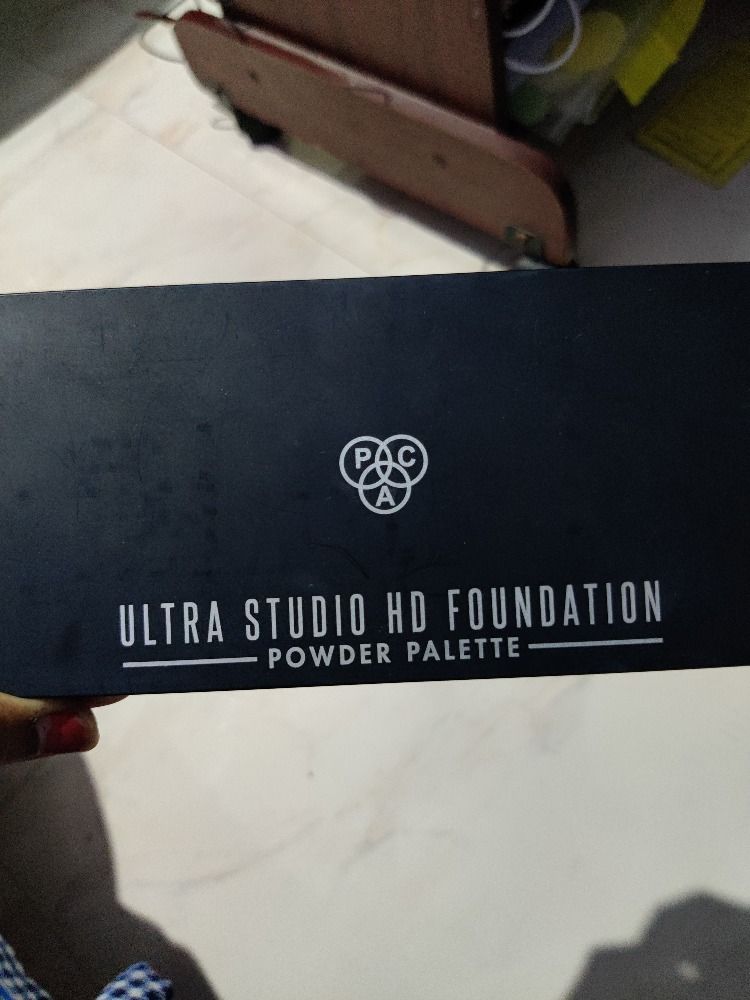 P C
A
ULTRA STUDIO HD FOUNDATION
POWDER PALETTE